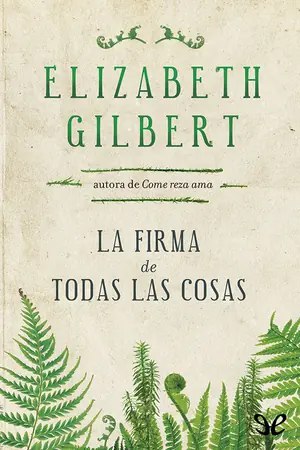 ELIZABETH
GILBERT
autora de Come reza ama
LA FIRMA
de
TODAS LAS COSAS